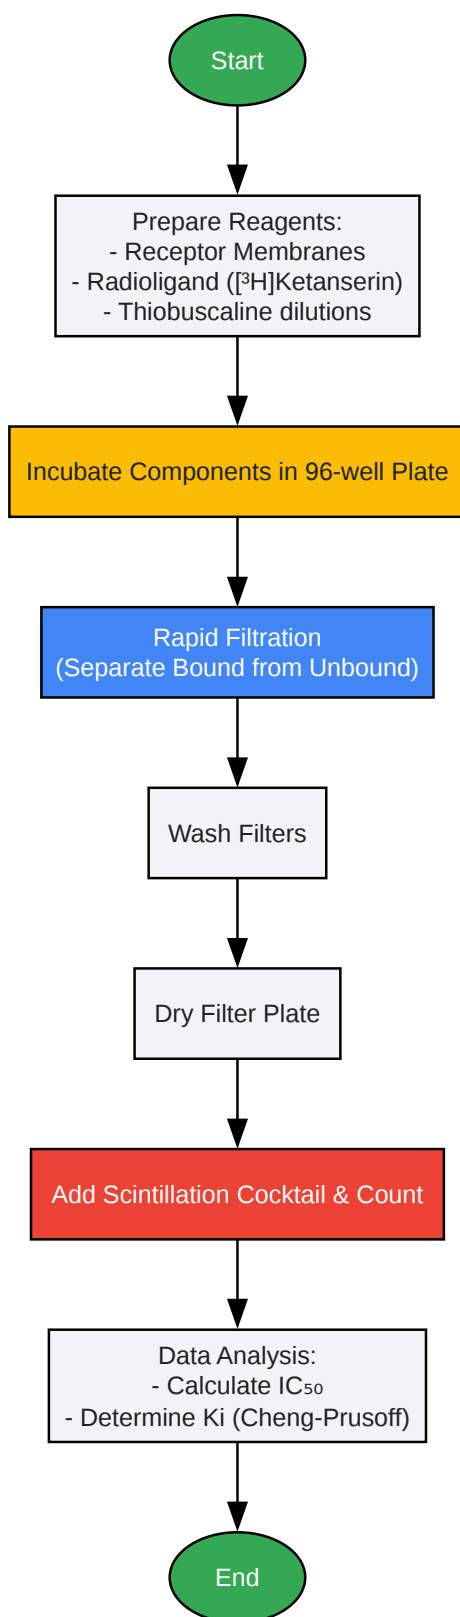 Start
Prepare Reagents:
- Receptor Membranes
- Radioligand ([³H]Ketanserin)
- Thiobuscaline dilutions
Incubate Components in 96-well Plate
Rapid Filtration
(Separate Bound from Unbound)
Wash Filters
Dry Filter Plate
Add Scintillation Cocktail & Count
Data Analysis:
- Calculate IC₅₀
- Determine Ki (Cheng-Prusoff)
End